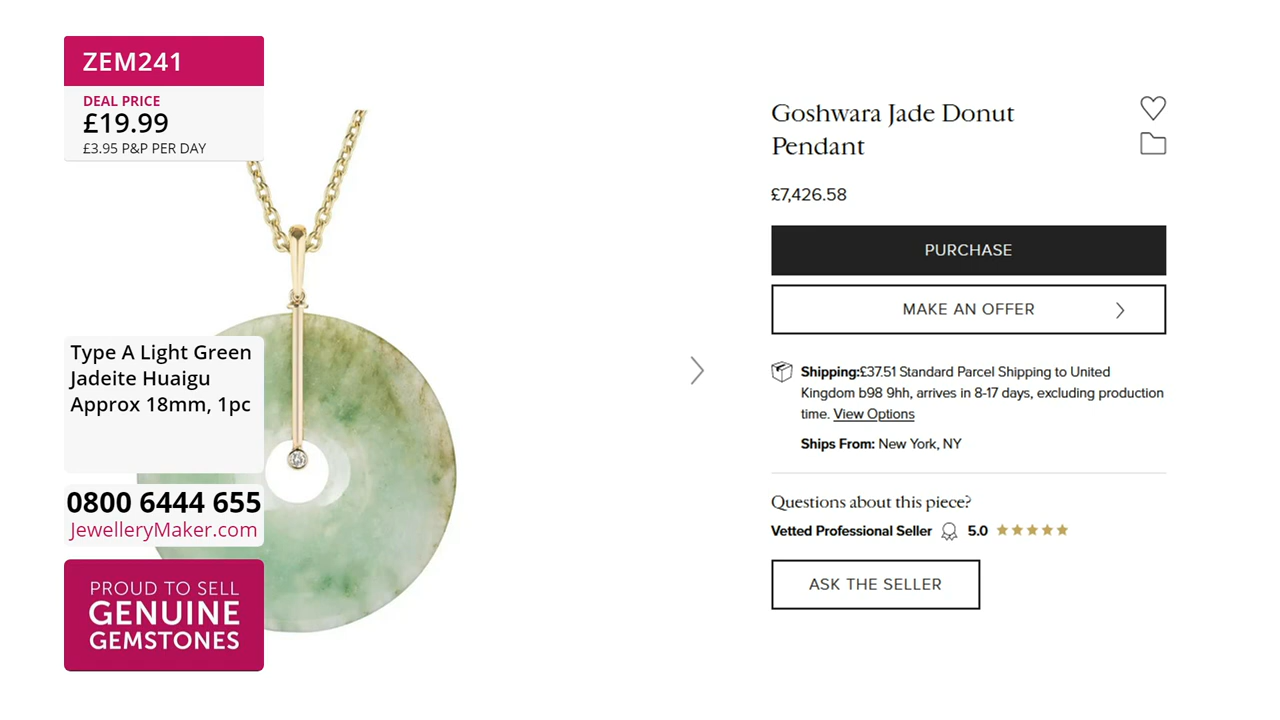 ZEM241
DEAL PRICE
£19.99
£3.95 P&P PER DAY
Type A Light Green
Jadeite Huaigu
Approx 18mm, 1pc
0800 6444 655
JewelleryMaker.com
PROUD TO SELL
GENUINE
GEMSTONES
Goshwara Jade Donut
Pendant
£7,426.58
PURCHASE
MAKE AN OFFER
Shipping:£37.51 Standard Parcel Shipping to United
Kingdom b98 9hh, arrives in 8-17 days, excluding production
time. View Options
Ships From: New York, NY
Questions about this piece?
Vetted Professional Seller 5.0
ASK THE SELLER